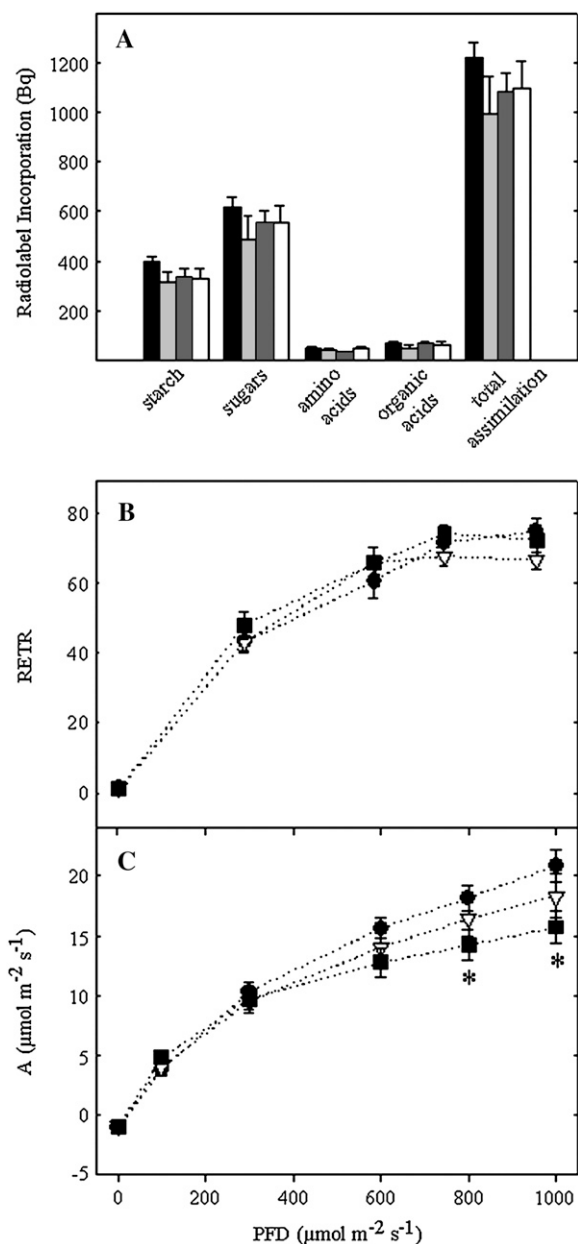 A
Radiolabel Incorporation (Bq)
1200
1000
800
600
400
200
starch
sugars
amino
acids
organic
acids
total
assimilation
B
RETR
80
60
40
20
0
C
A (µmol m-2 s-1)
20
15
10
5
0
-5
*
*
0
200
400
600
800
1000
PFD (µmol m-2 s-1)